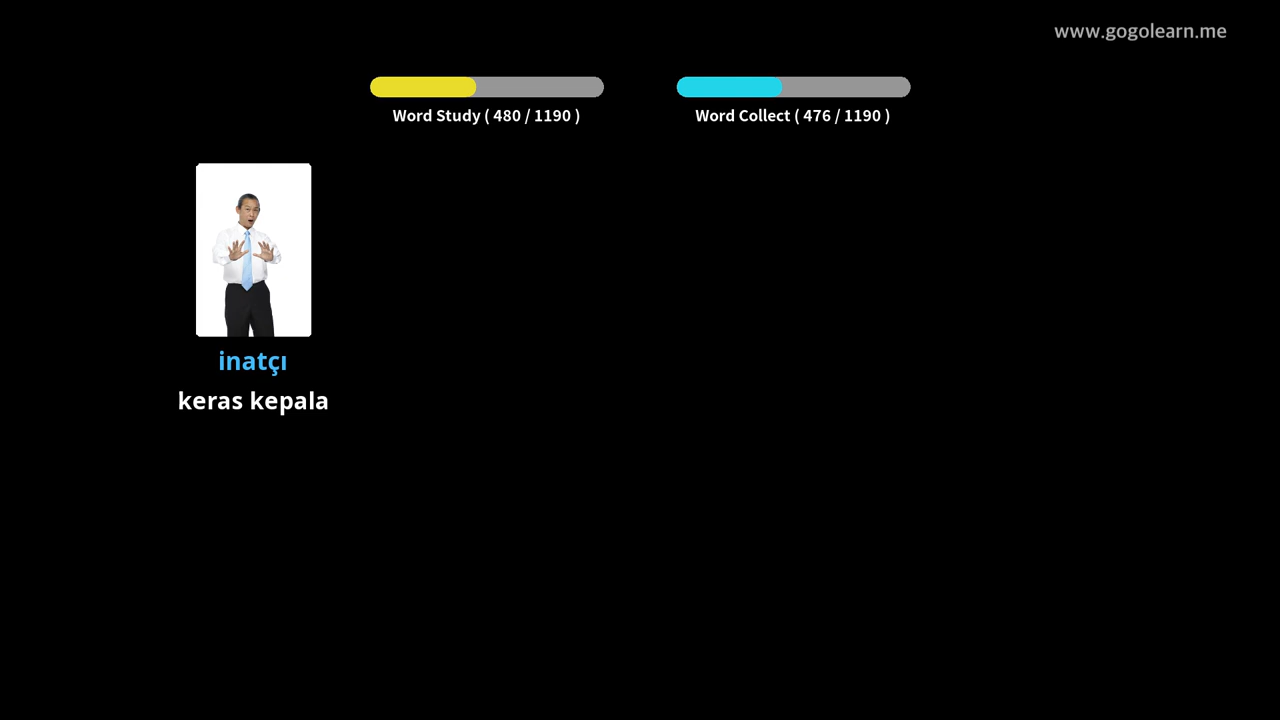 www.gogolearn.me
Word Study ( 480 / 1190 )
Word Collect ( 476 / 1190 )
inatçı
keras kepala